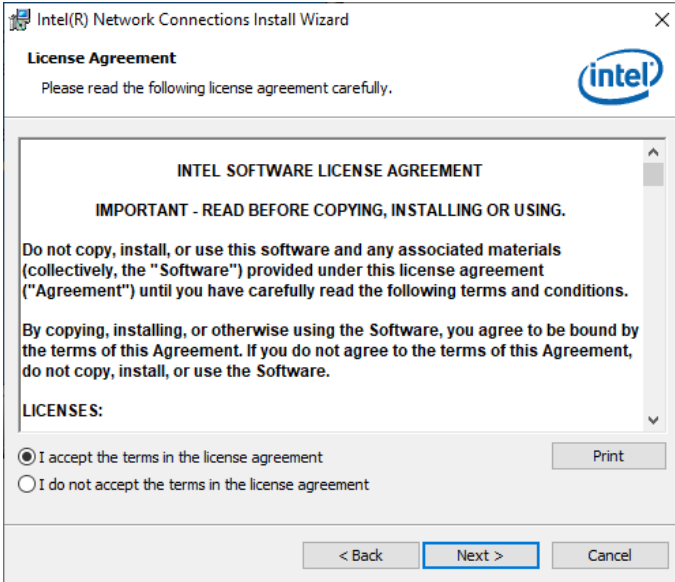 Intel(R) Network Connections Install Wizard
License Agreement
Please read the following license agreement carefully.
intel
INTEL SOFTWARE LICENSE AGREEMENT
IMPORTANT - READ BEFORE COPYING, INSTALLING OR USING.
Do not copy, install, or use this software and any associated materials
(collectively, the "Software") provided under this license agreement
("Agreement") until you have carefully read the following terms and conditions.
By copying, installing, or otherwise using the Software, you agree to be bound by
the terms of this Agreement. If you do not agree to the terms of this Agreement,
do not copy, install, or use the Software.
LICENSES:
I accept the terms in the license agreement
Print
I do not accept the terms in the license agreement
< Back
Next >
Cancel